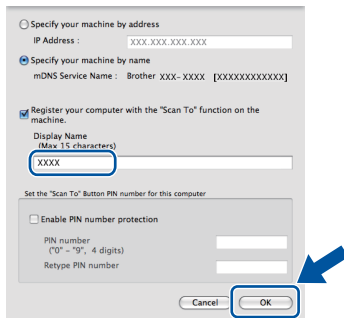 Specify your machine by address
IP Address : XXX.XXX.XXX.XXX
Specify your machine by name
mDNS Service Name : Brother XXX- XXXX [XXXXXXXXXXXX]
Register your computer with the "Scan To" function on the
machine.
Display Name
(Max 15 characters)
XXXX
Set the "Scan To" Button PIN number for this computer
Enable PIN number protection
PIN number
("0" – "9", 4 digits)
Retype PIN number
Cancel OK